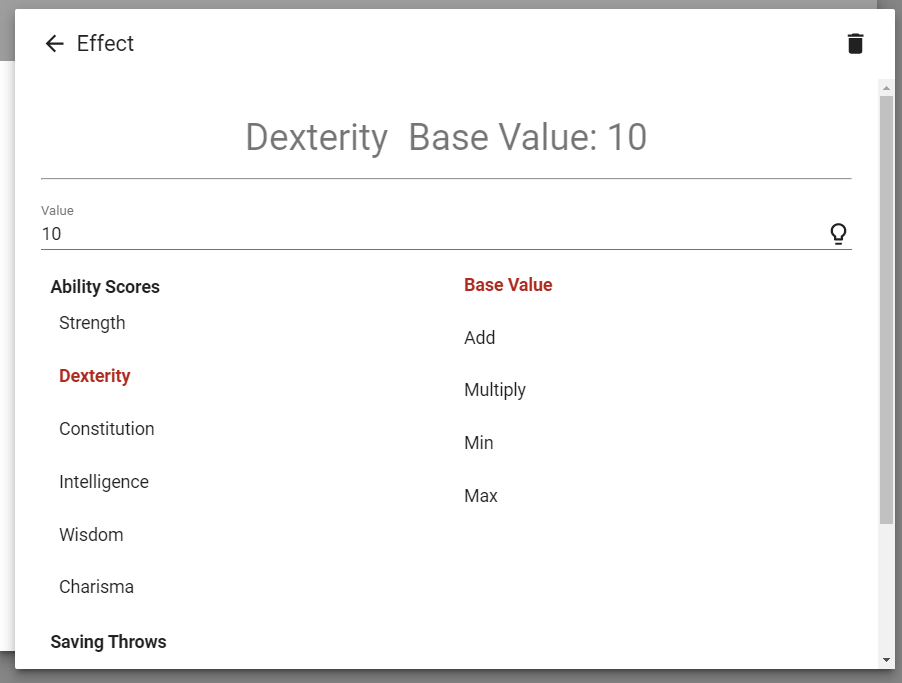 Effect
Dexterity Base Value: 10
Value
10
Ability Scores
Strength
Dexterity
Constitution
Intelligence
Wisdom
Charisma
Saving Throws
Base Value
Add
Multiply
Min
Max